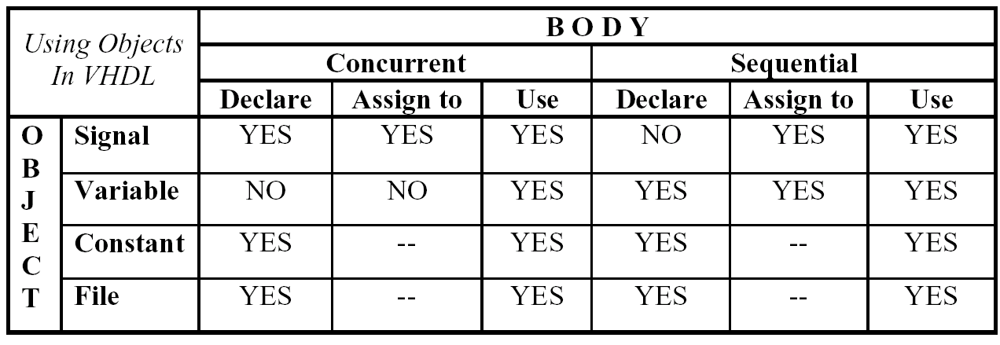 Using Objects
In VHDL
B O D Y
Concurrent Sequential
Declare Assign to Use Declare Assign to Use
O
B
J
E
C
T
Signal YES YES YES NO YES YES
Variable NO NO YES YES YES YES
Constant YES -- YES YES -- YES
File YES -- YES YES -- YES